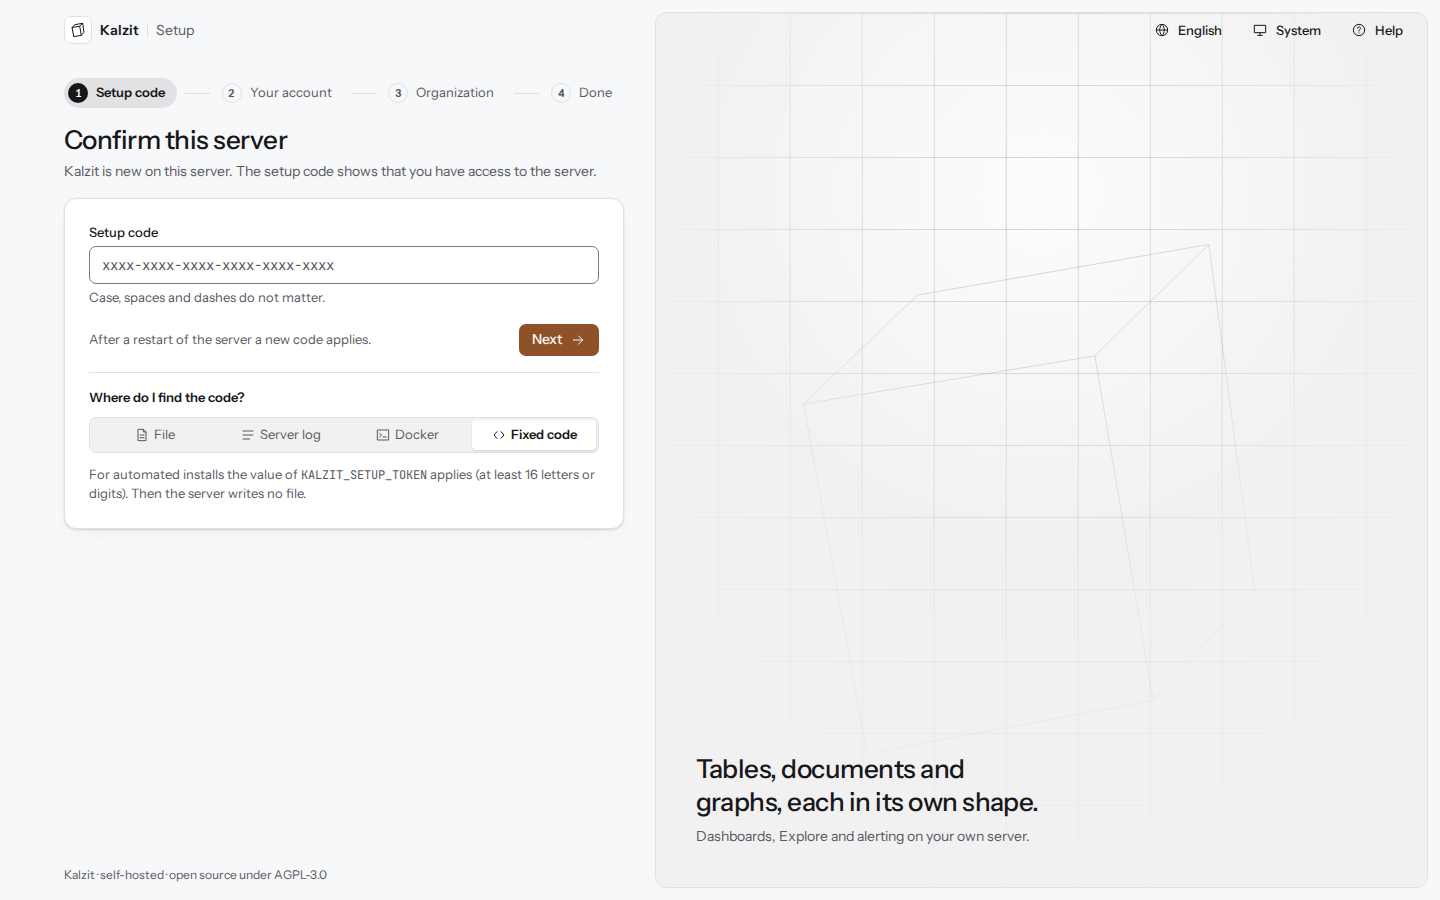 Kalzit
Setup
English
System
Help
1 Setup code
2 Your account
3 Organization
4 Done
Confirm this server
Kalzit is new on this server. The setup code shows that you have access to the server.
Setup code
xxxx-xxxx-xxxx-xxxx-xxxx-xxxx
Case, spaces and dashes do not matter.
After a restart of the server a new code applies.
Next
Where do I find the code?
File
Server log
Docker
Fixed code
For automated installs the value of KALZIT_SETUP_TOKEN applies (at least 16 letters or
digits). Then the server writes no file.
Tables, documents and
graphs, each in its own shape.
Dashboards, Explore and alerting on your own server.
Kalzit · self-hosted · open source under AGPL-3.0